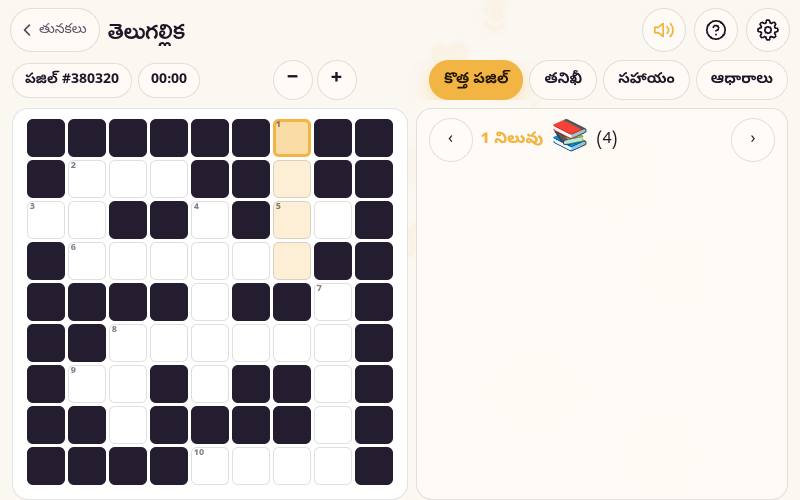 తునకలు
తెలుగల్లిక
పజిల్ #380320
00:00
− +
కొత్త పజిల్
తనిఖీ
సహాయం
ఆధారాలు
1 నిలువు 📚 (4)
1
2
3
4
5
6
7
8
9
10